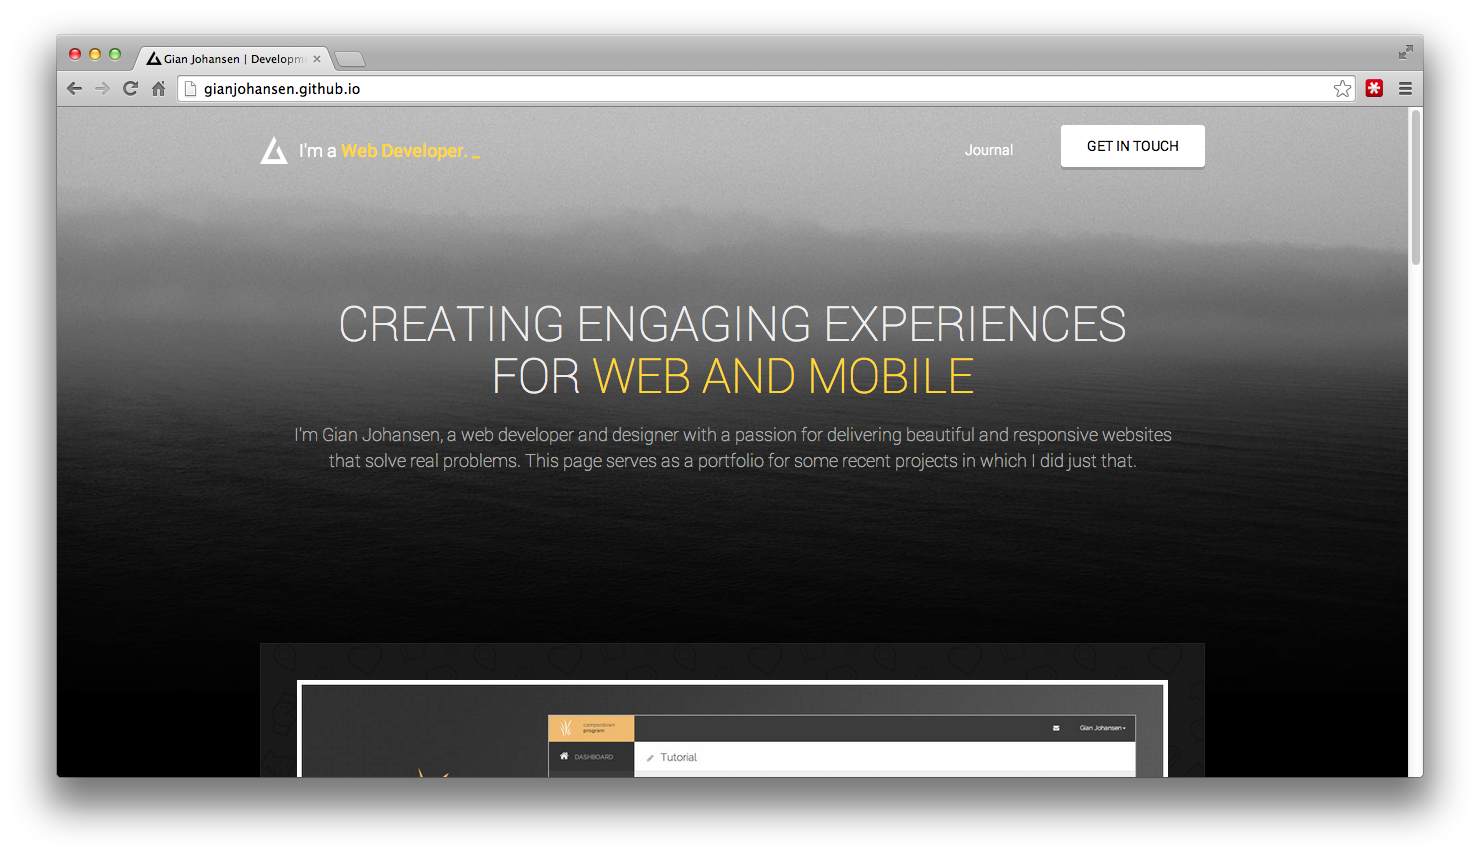 Gian Johansen | Developm
gianjohansen.github.io
I'm a Web Developer. _
Journal
GET IN TOUCH
CREATING ENGAGING EXPERIENCES
FOR WEB AND MOBILE
I'm Gian Johansen, a web developer and designer with a passion for delivering beautiful and responsive websites
that solve real problems. This page serves as a portfolio for some recent projects in which I did just that.
camperdown
program
Gian Johansen
DASHBOARD
Tutorial